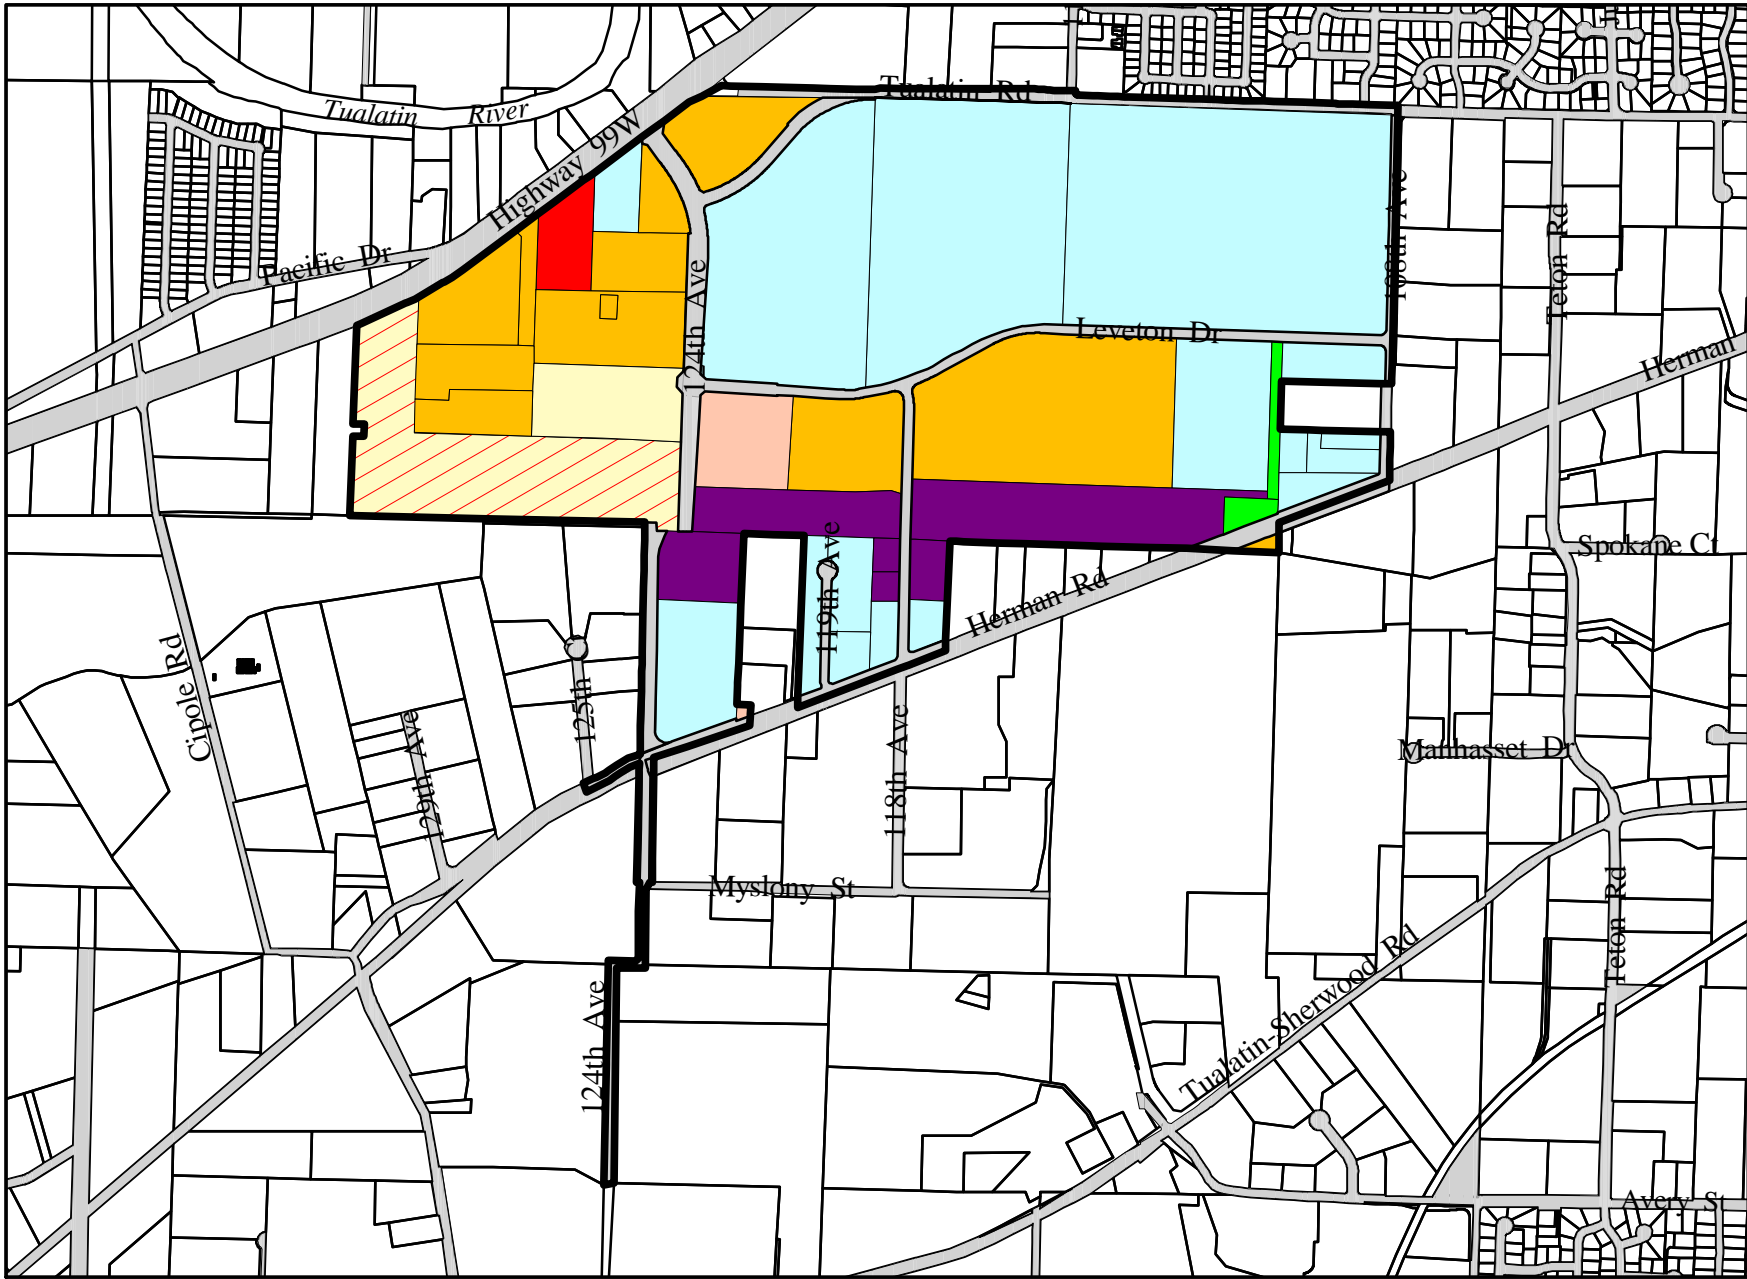 Tualatin Rd
Tualatin River
Highway 99W
Pacific Dr
124th Ave
108th Ave
Teton Rd
Leveton Dr
Herman
Spokane Ct
119th Ave
Herman Rd
Cipole Rd
125th
129th Ave
118th Ave
Manhasset Dr
Myslony St
Teton Rd
Tualatin-Sherwood Rd
124th Ave
Avery St